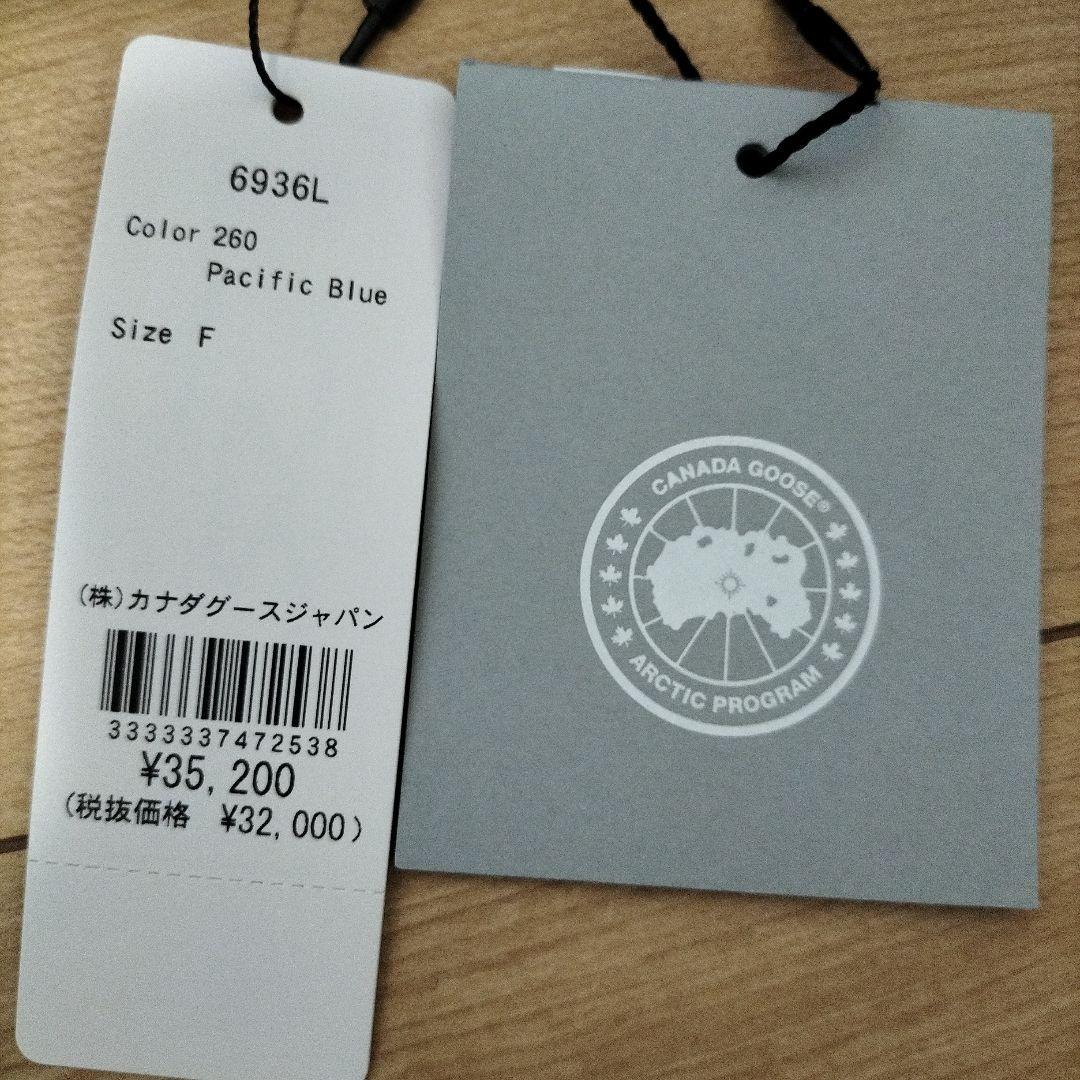 6936L
Color 260
Pacific Blue
Size F
(株)カナダグースジャパン
3333337472538
¥35,200
(税抜価格 ¥32,000)
CANADA GOOSE®
ARCTIC PROGRAM